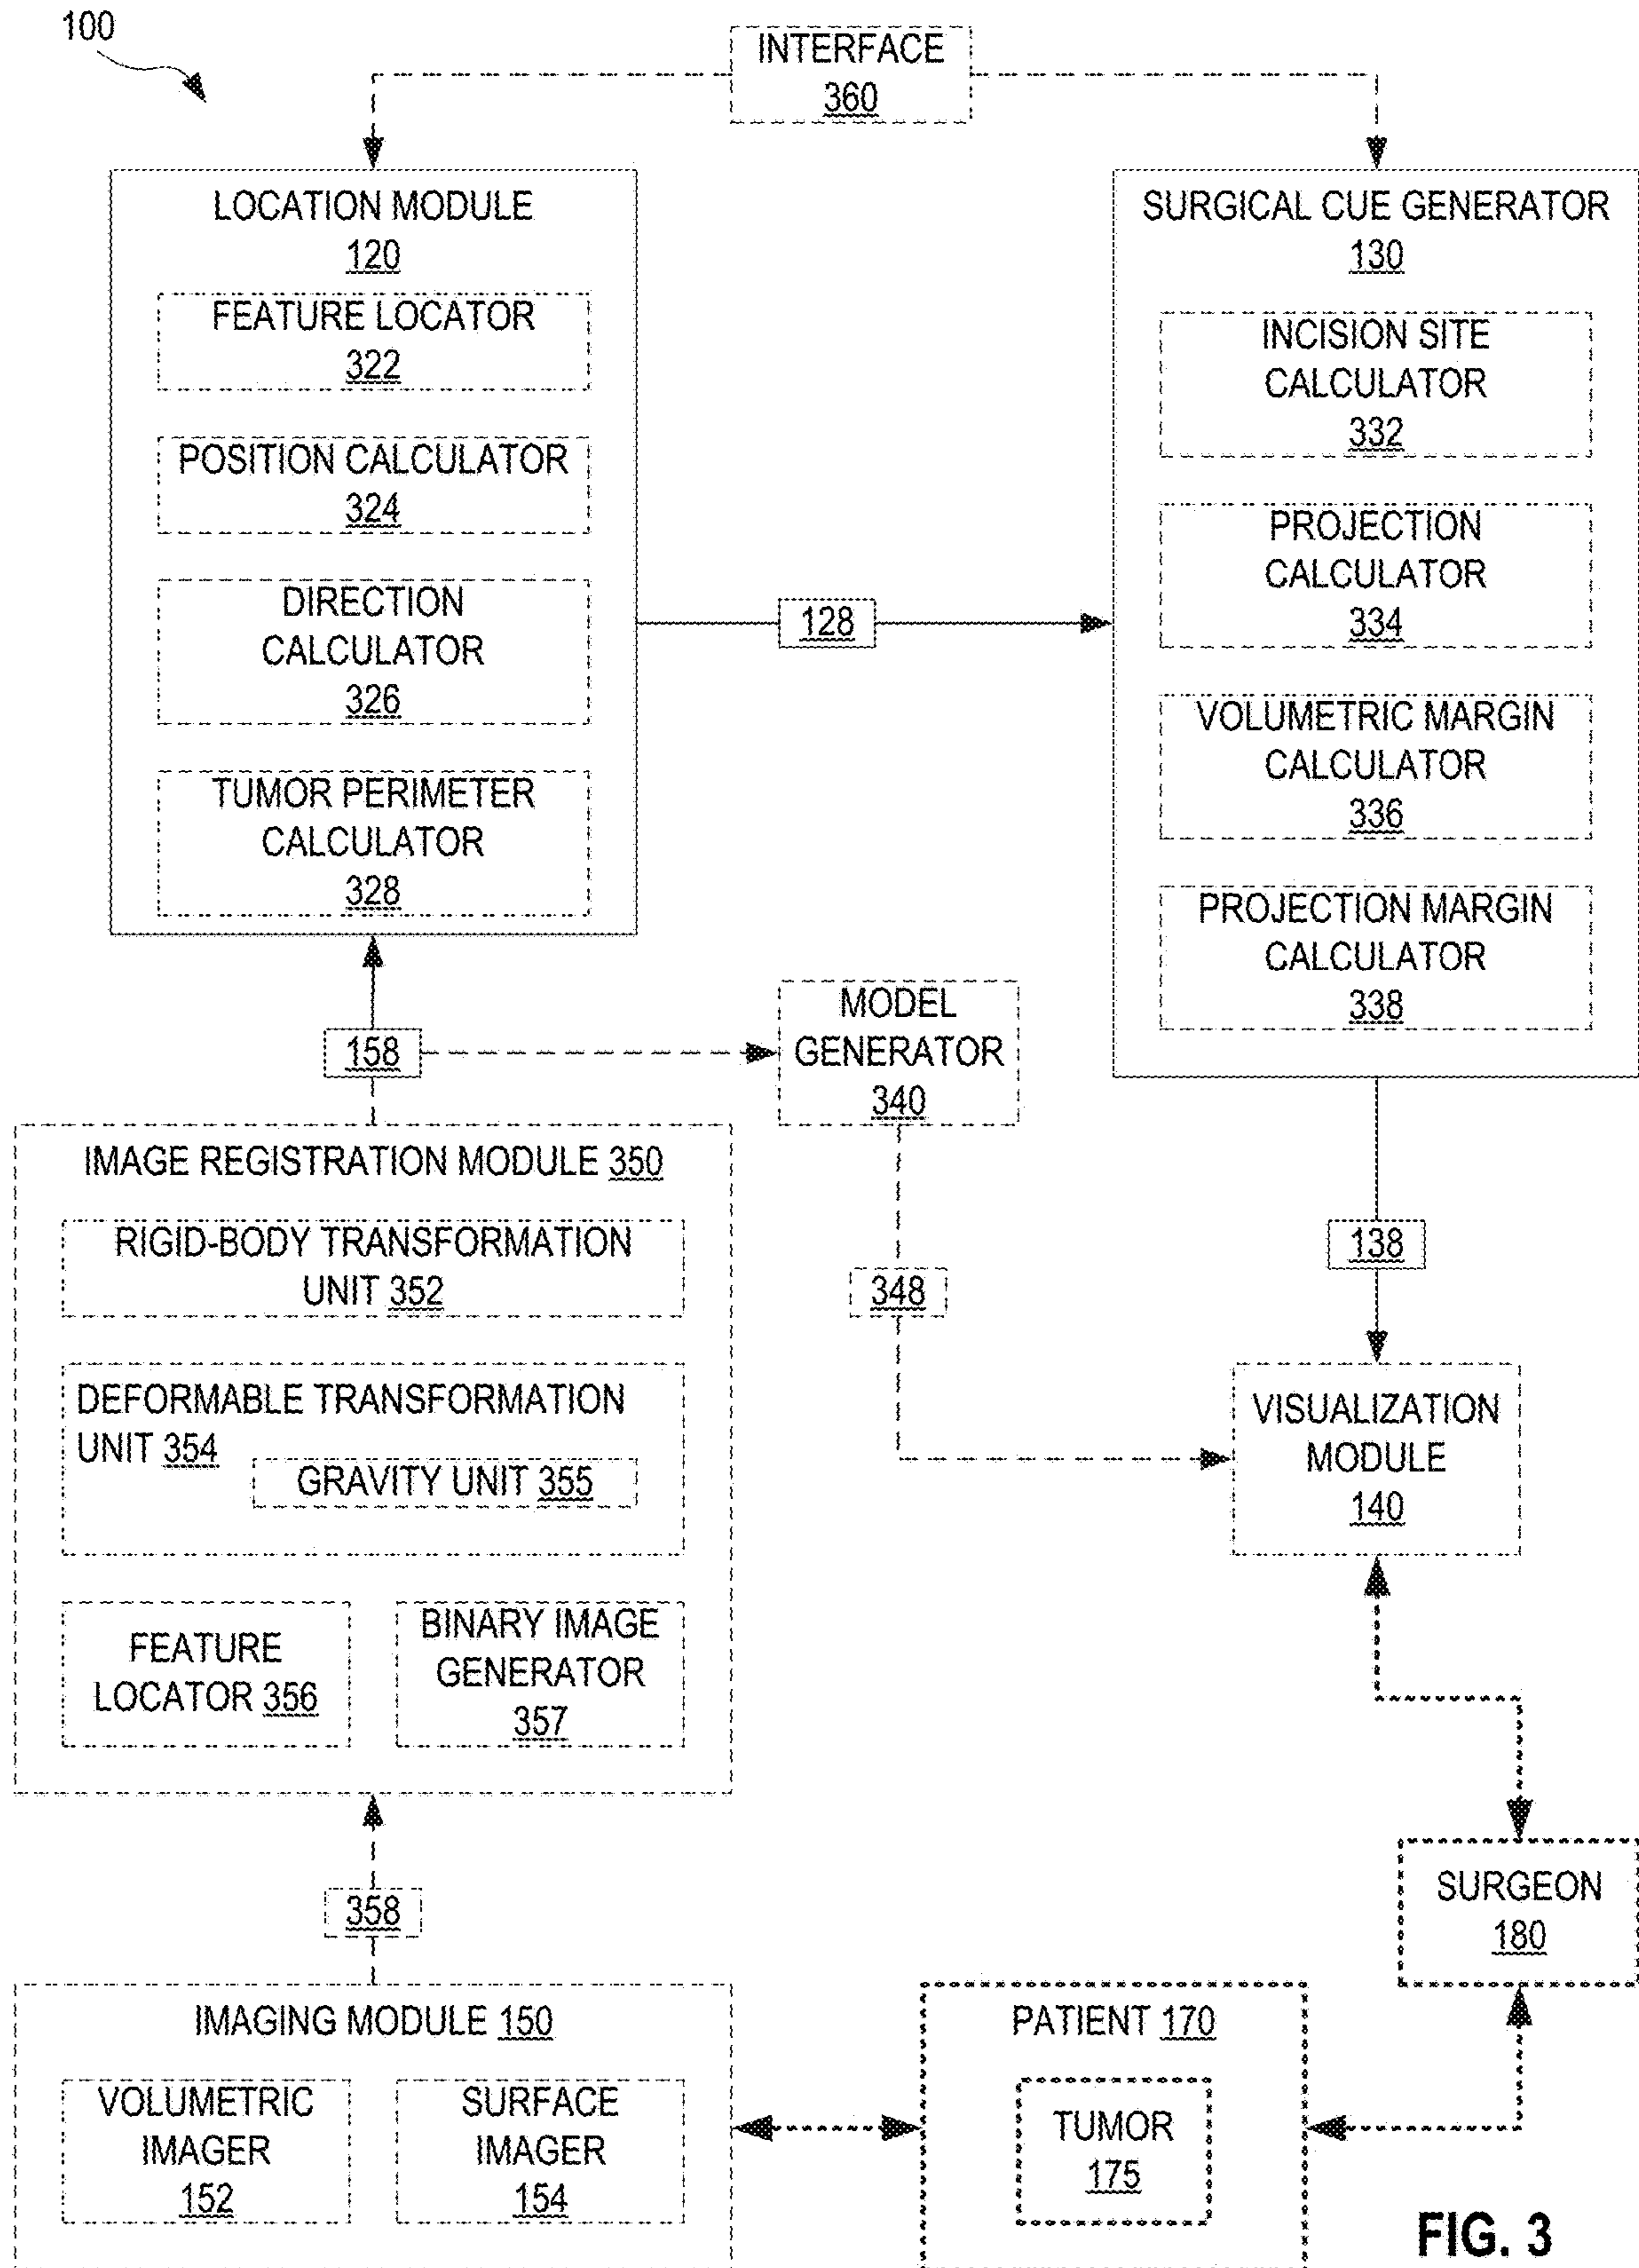 100
INTERFACE
360
LOCATION MODULE
120
FEATURE LOCATOR
322
POSITION CALCULATOR
324
DIRECTION
CALCULATOR
326
TUMOR PERIMETER
CALCULATOR
328
128
SURGICAL CUE GENERATOR
130
INCISION SITE
CALCULATOR
332
PROJECTION
CALCULATOR
334
VOLUMETRIC MARGIN
CALCULATOR
336
PROJECTION MARGIN
CALCULATOR
338
158
MODEL
GENERATOR
340
IMAGE REGISTRATION MODULE 350
RIGID-BODY TRANSFORMATION
UNIT 352
DEFORMABLE TRANSFORMATION
UNIT 354
GRAVITY UNIT 355
FEATURE
LOCATOR 356
BINARY IMAGE
GENERATOR
357
348
138
VISUALIZATION
MODULE
140
358
SURGEON
180
IMAGING MODULE 150
VOLUMETRIC
IMAGER
152
SURFACE
IMAGER
154
PATIENT 170
TUMOR
175
FIG. 3